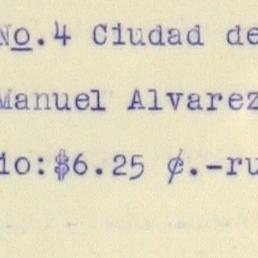 No.4 Ciudad de
Manuel Alvarez
io:$6.25 ¢.-ru